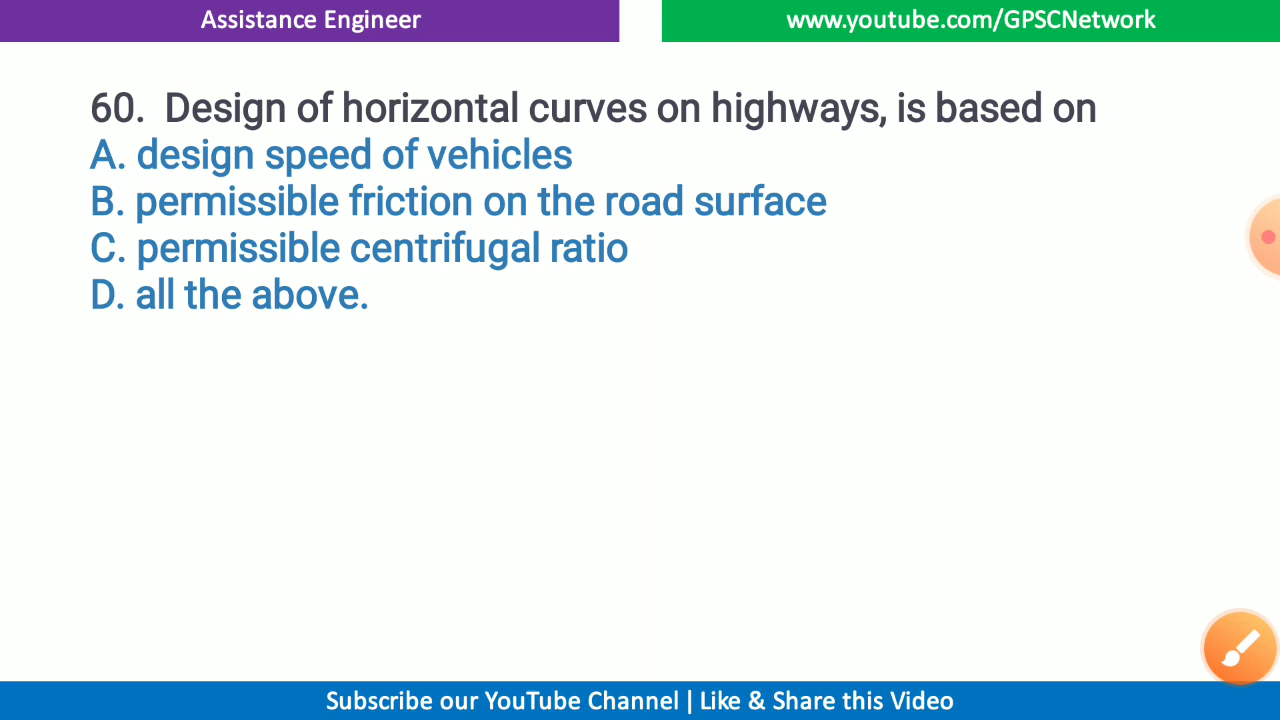 Assistance Engineer
www.youtube.com/GPSCNetwork
60. Design of horizontal curves on highways, is based on
A. design speed of vehicles
B. permissible friction on the road surface
C. permissible centrifugal ratio
D. all the above.
Subscribe our YouTube Channel | Like & Share this Video